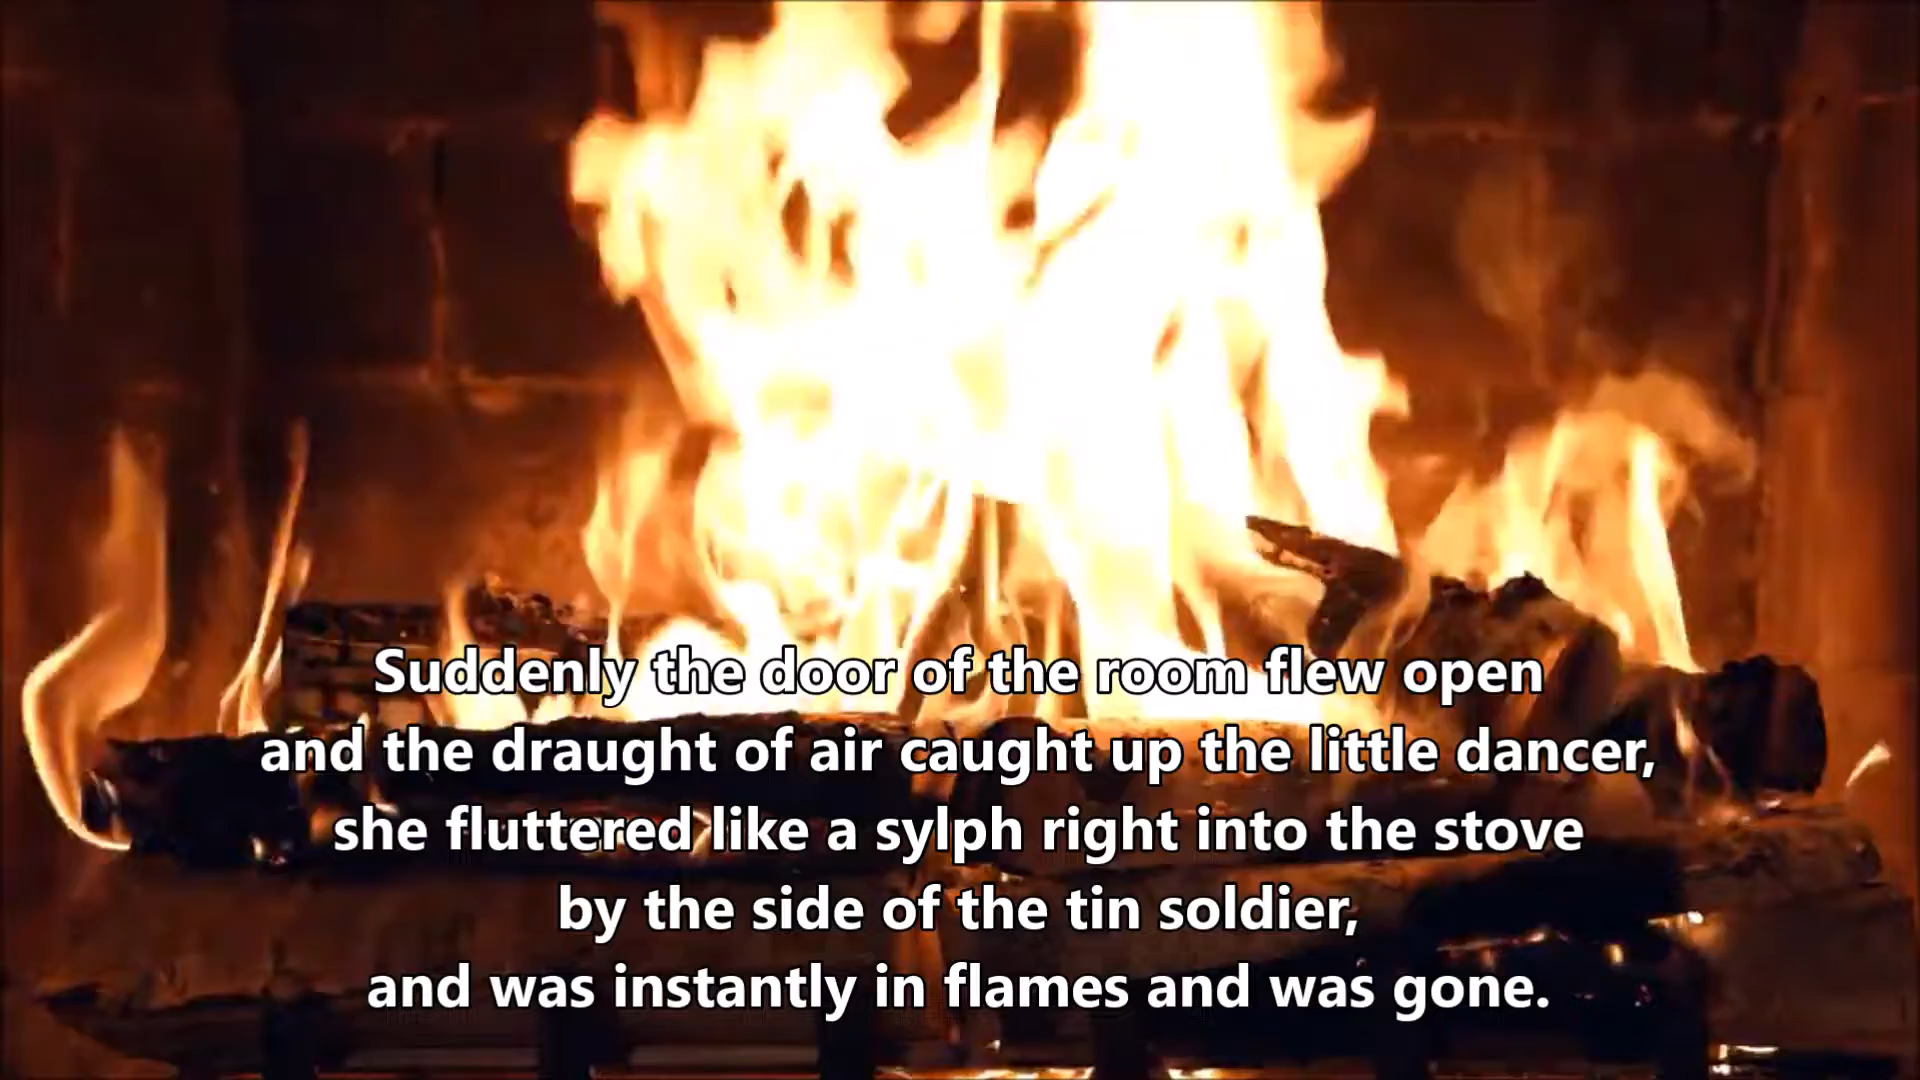 Suddenly the door of the room flew open
and the draught of air caught up the little dancer,
she fluttered like a sylph right into the stove
by the side of the tin soldier,
and was instantly in flames and was gone.